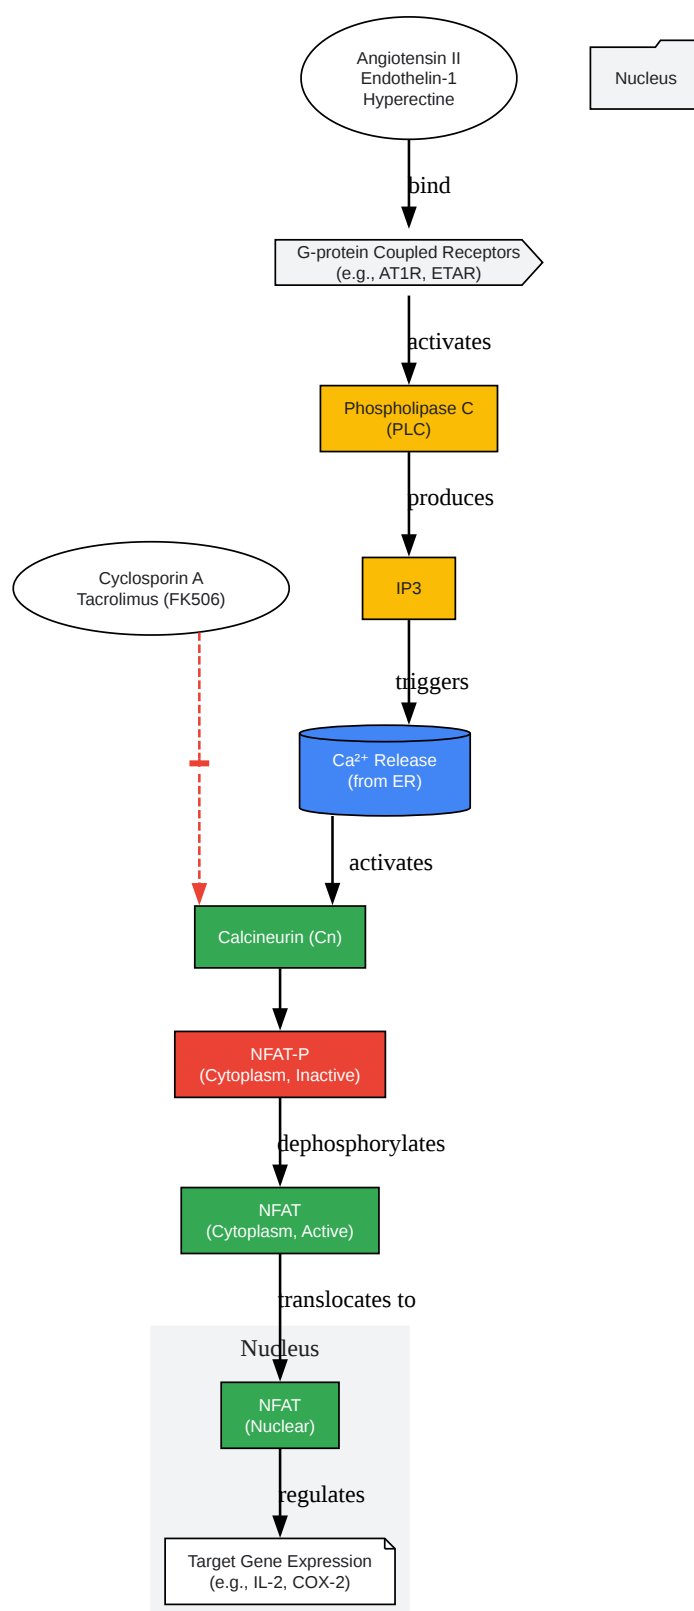 Angiotensin II
Endothelin-1
Hyperectine
Nucleus
bind
G-protein Coupled Receptors
(e.g., AT1R, ETAR)
activates
Phospholipase C
(PLC)
produces
IP3
Cyclosporin A
Tacrolimus (FK506)
triggers
Ca²⁺ Release
(from ER)
activates
Calcineurin (Cn)
NFAT-P
(Cytoplasm, Inactive)
dephosphorylates
NFAT
(Cytoplasm, Active)
translocates to
Nucleus
NFAT
(Nuclear)
regulates
Target Gene Expression
(e.g., IL-2, COX-2)